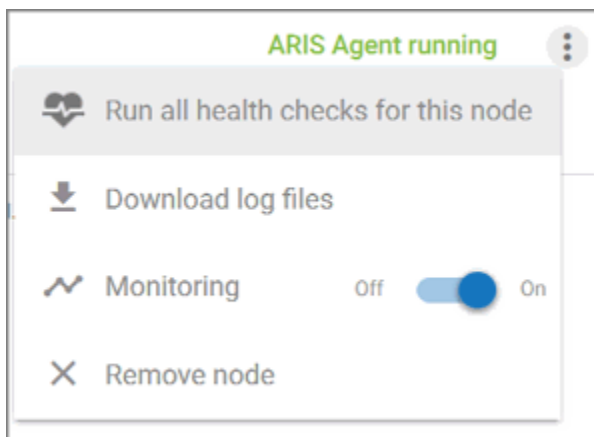 ARIS Agent running
Run all health checks for this node
Download log files
Monitoring Off On
Remove node